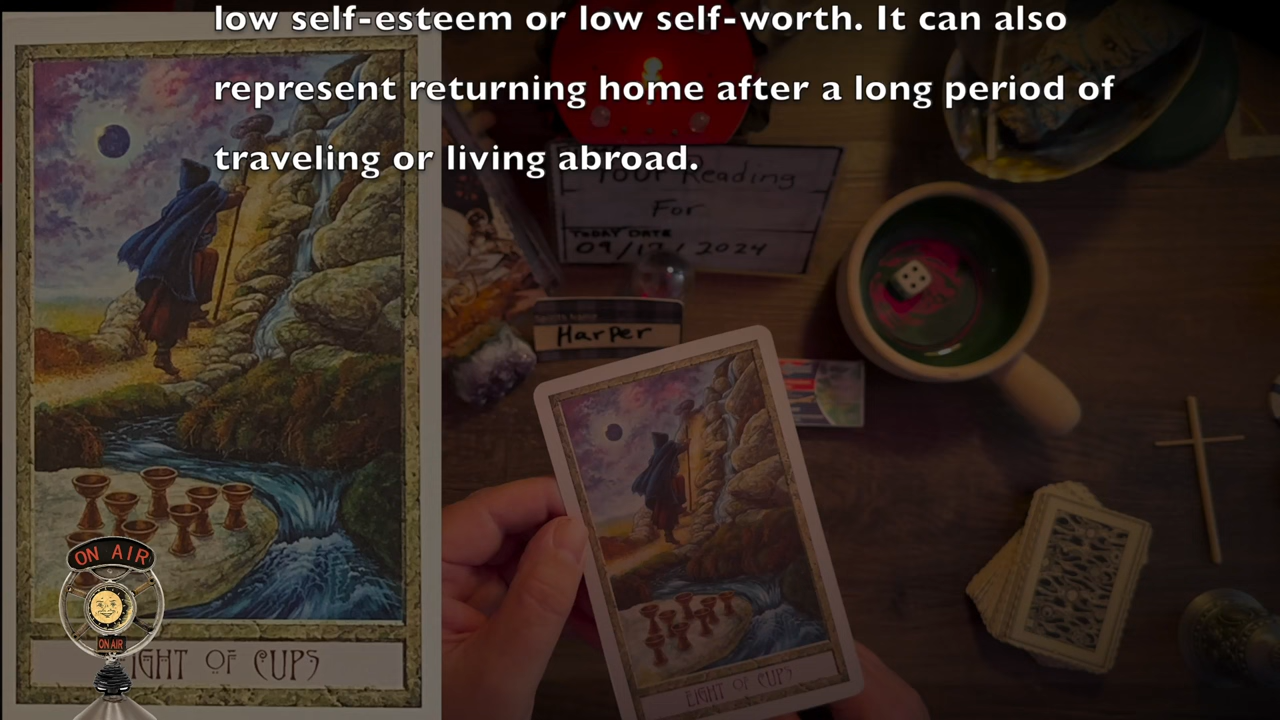 low self-esteem or low self-worth. It can also
represent returning home after a long period of
traveling or living abroad.
Your Reading
For
TODAY DATE
09/17/2024
Harper
ON AIR
ON AIR
EIGHT OF CUPS
EIGHT OF CUPS